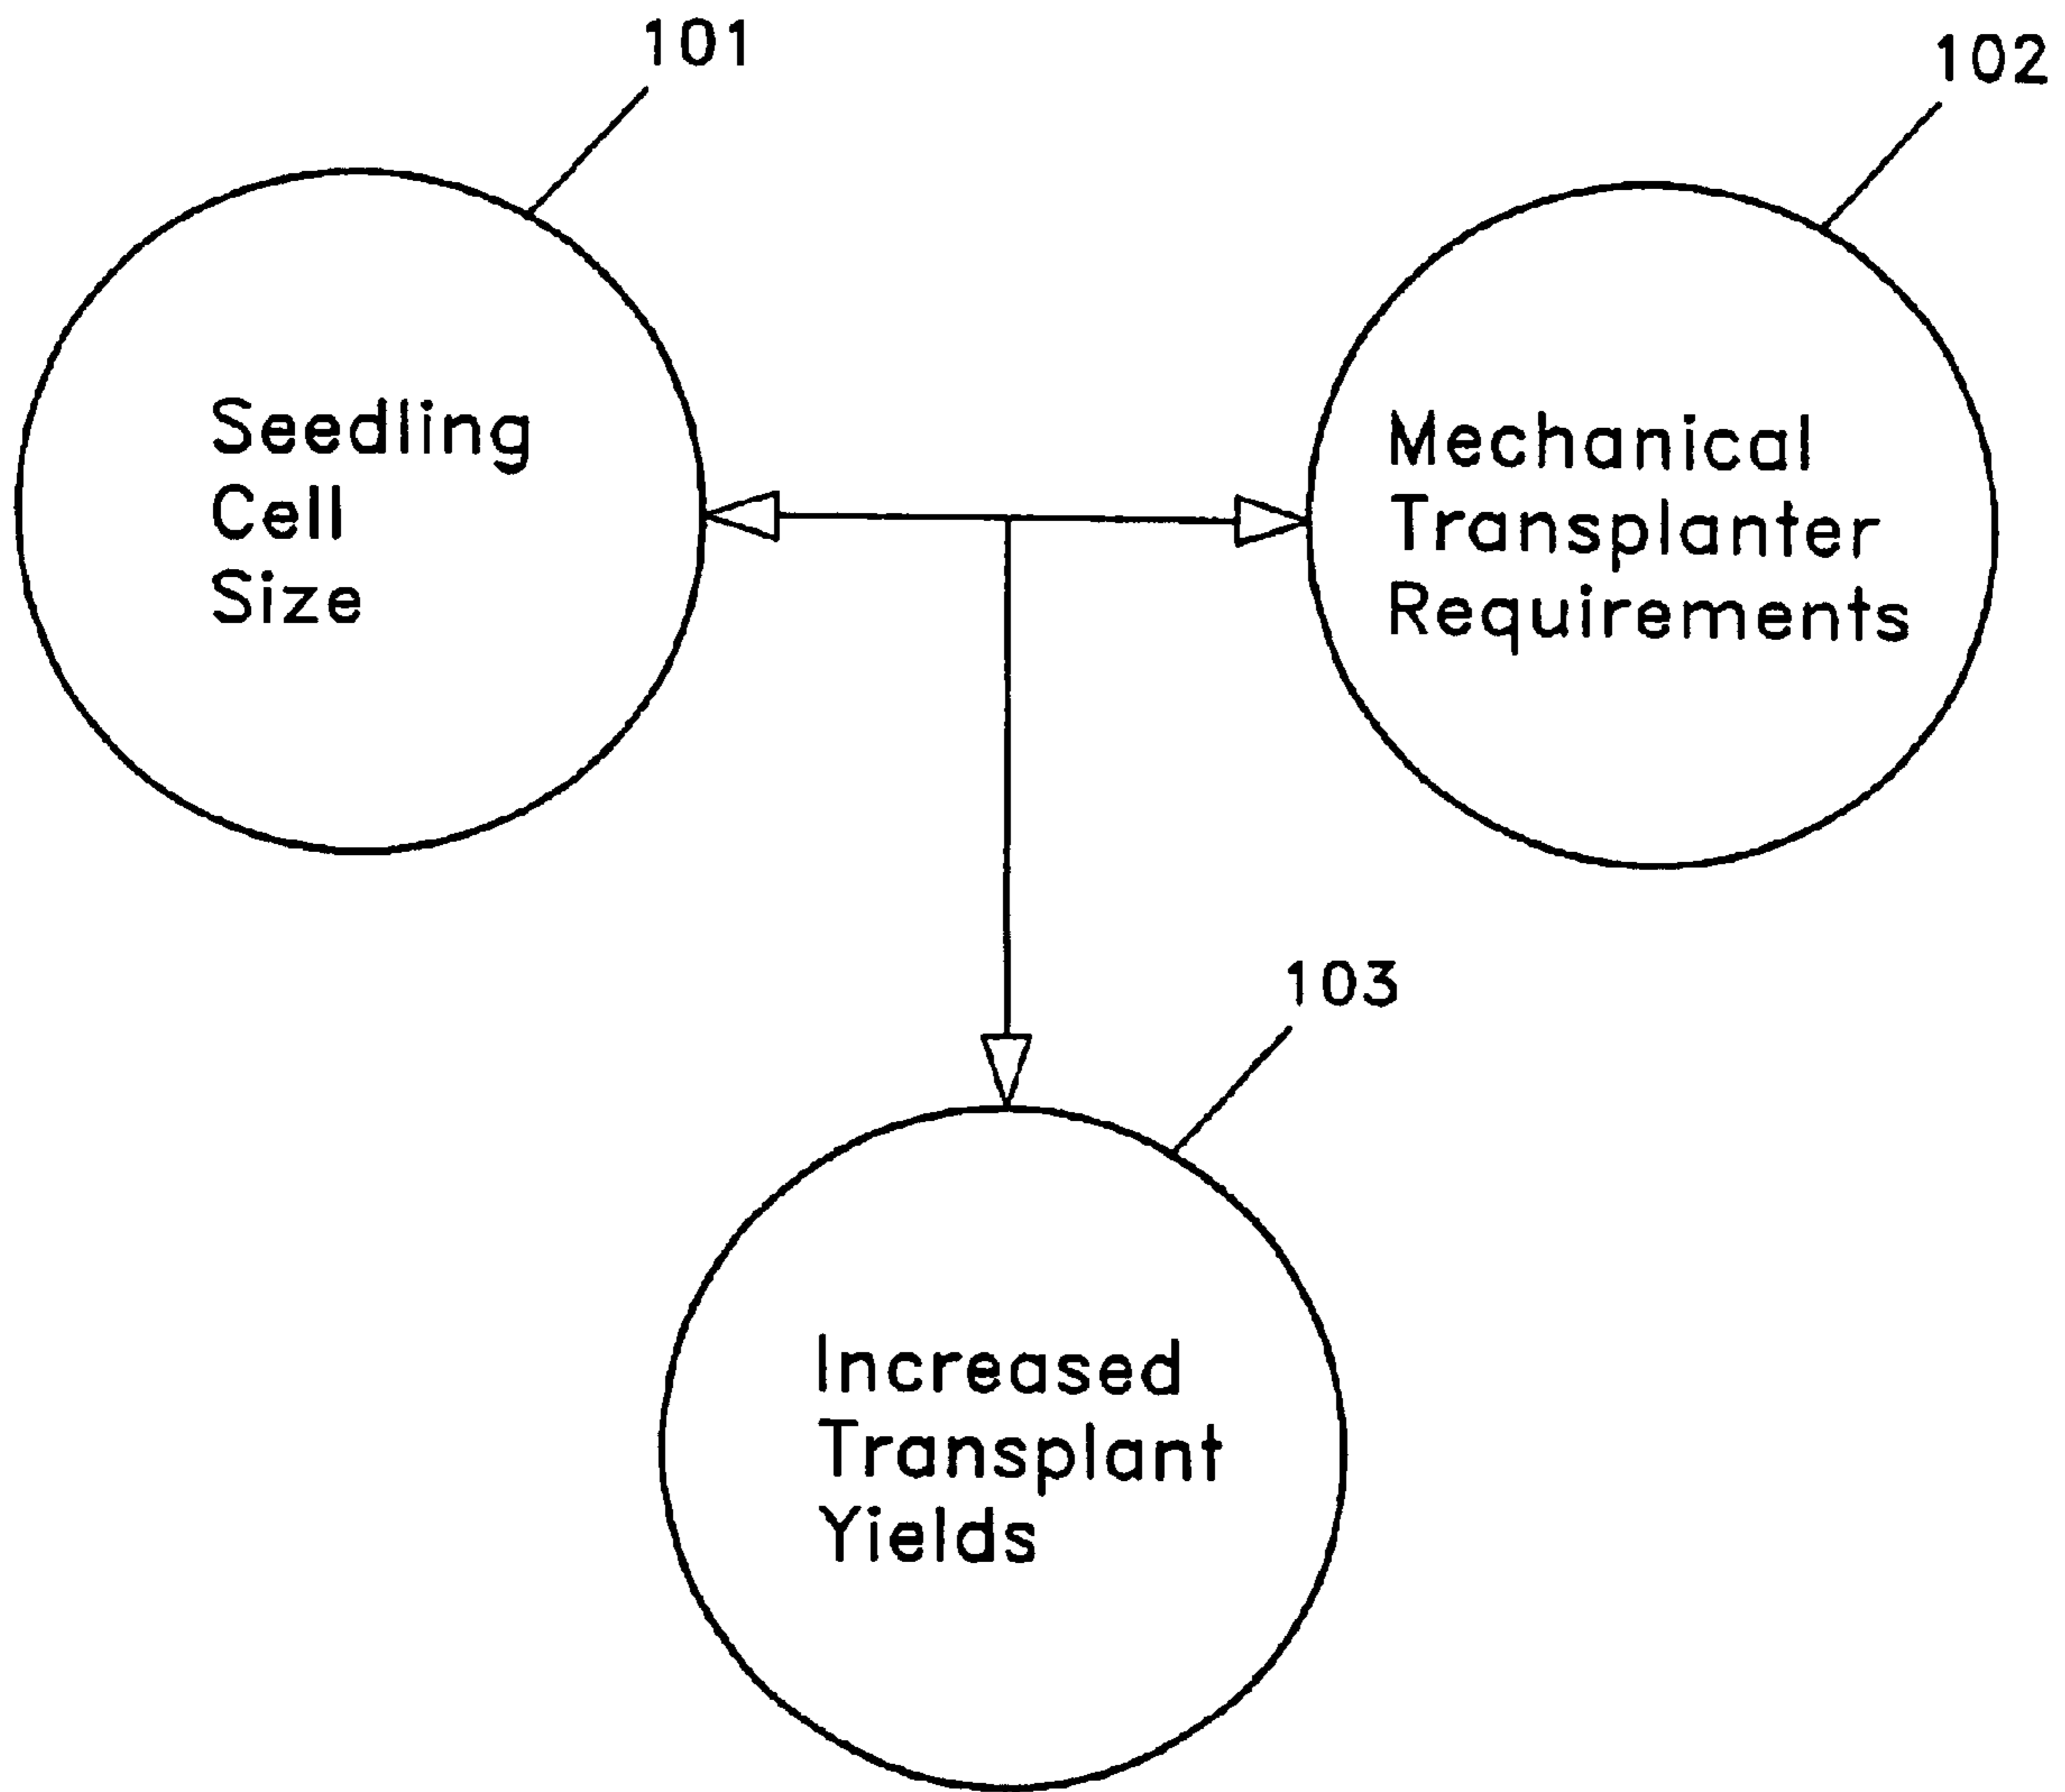 101
102
Seedling
Cell
Size
Mechanical
Transplanter
Requirements
103
Increased
Transplant
Yields